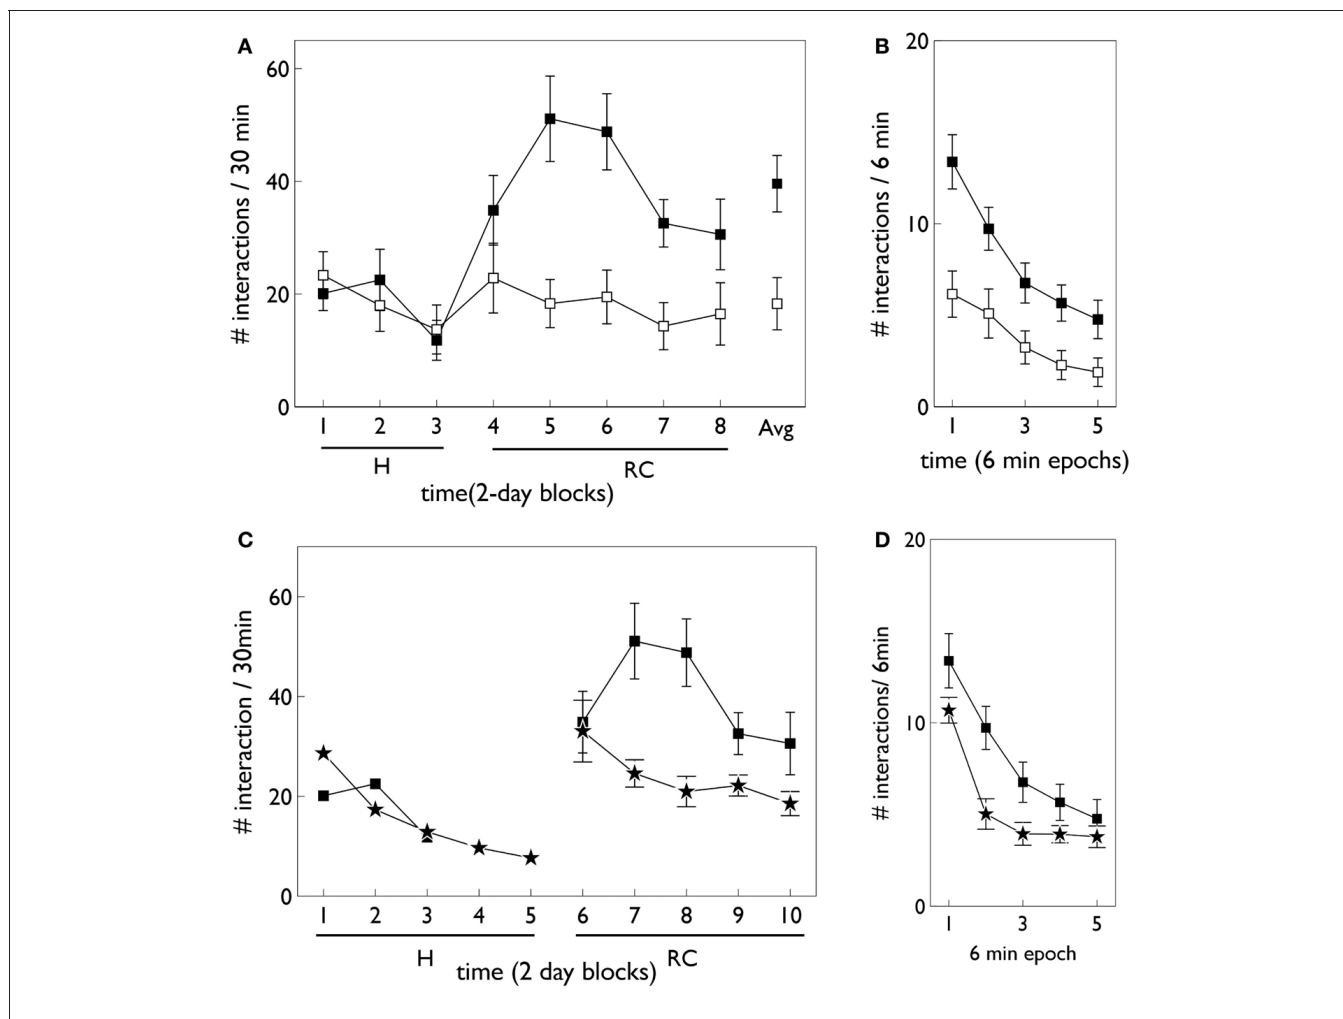 A
# interactions / 30 min
60
40
20
0
1 2 3 4 5 6 7 8 Avg
H RC
time(2-day blocks)
B
# interactions / 6 min
20
10
0
1 3 5
time (6 min epochs)
C
# interaction / 30min
60
40
20
0
1 2 3 4 5 6 7 8 9 10
H RC
time (2 day blocks)
D
# interactions/ 6min
20
10
0
1 3 5
6 min epoch